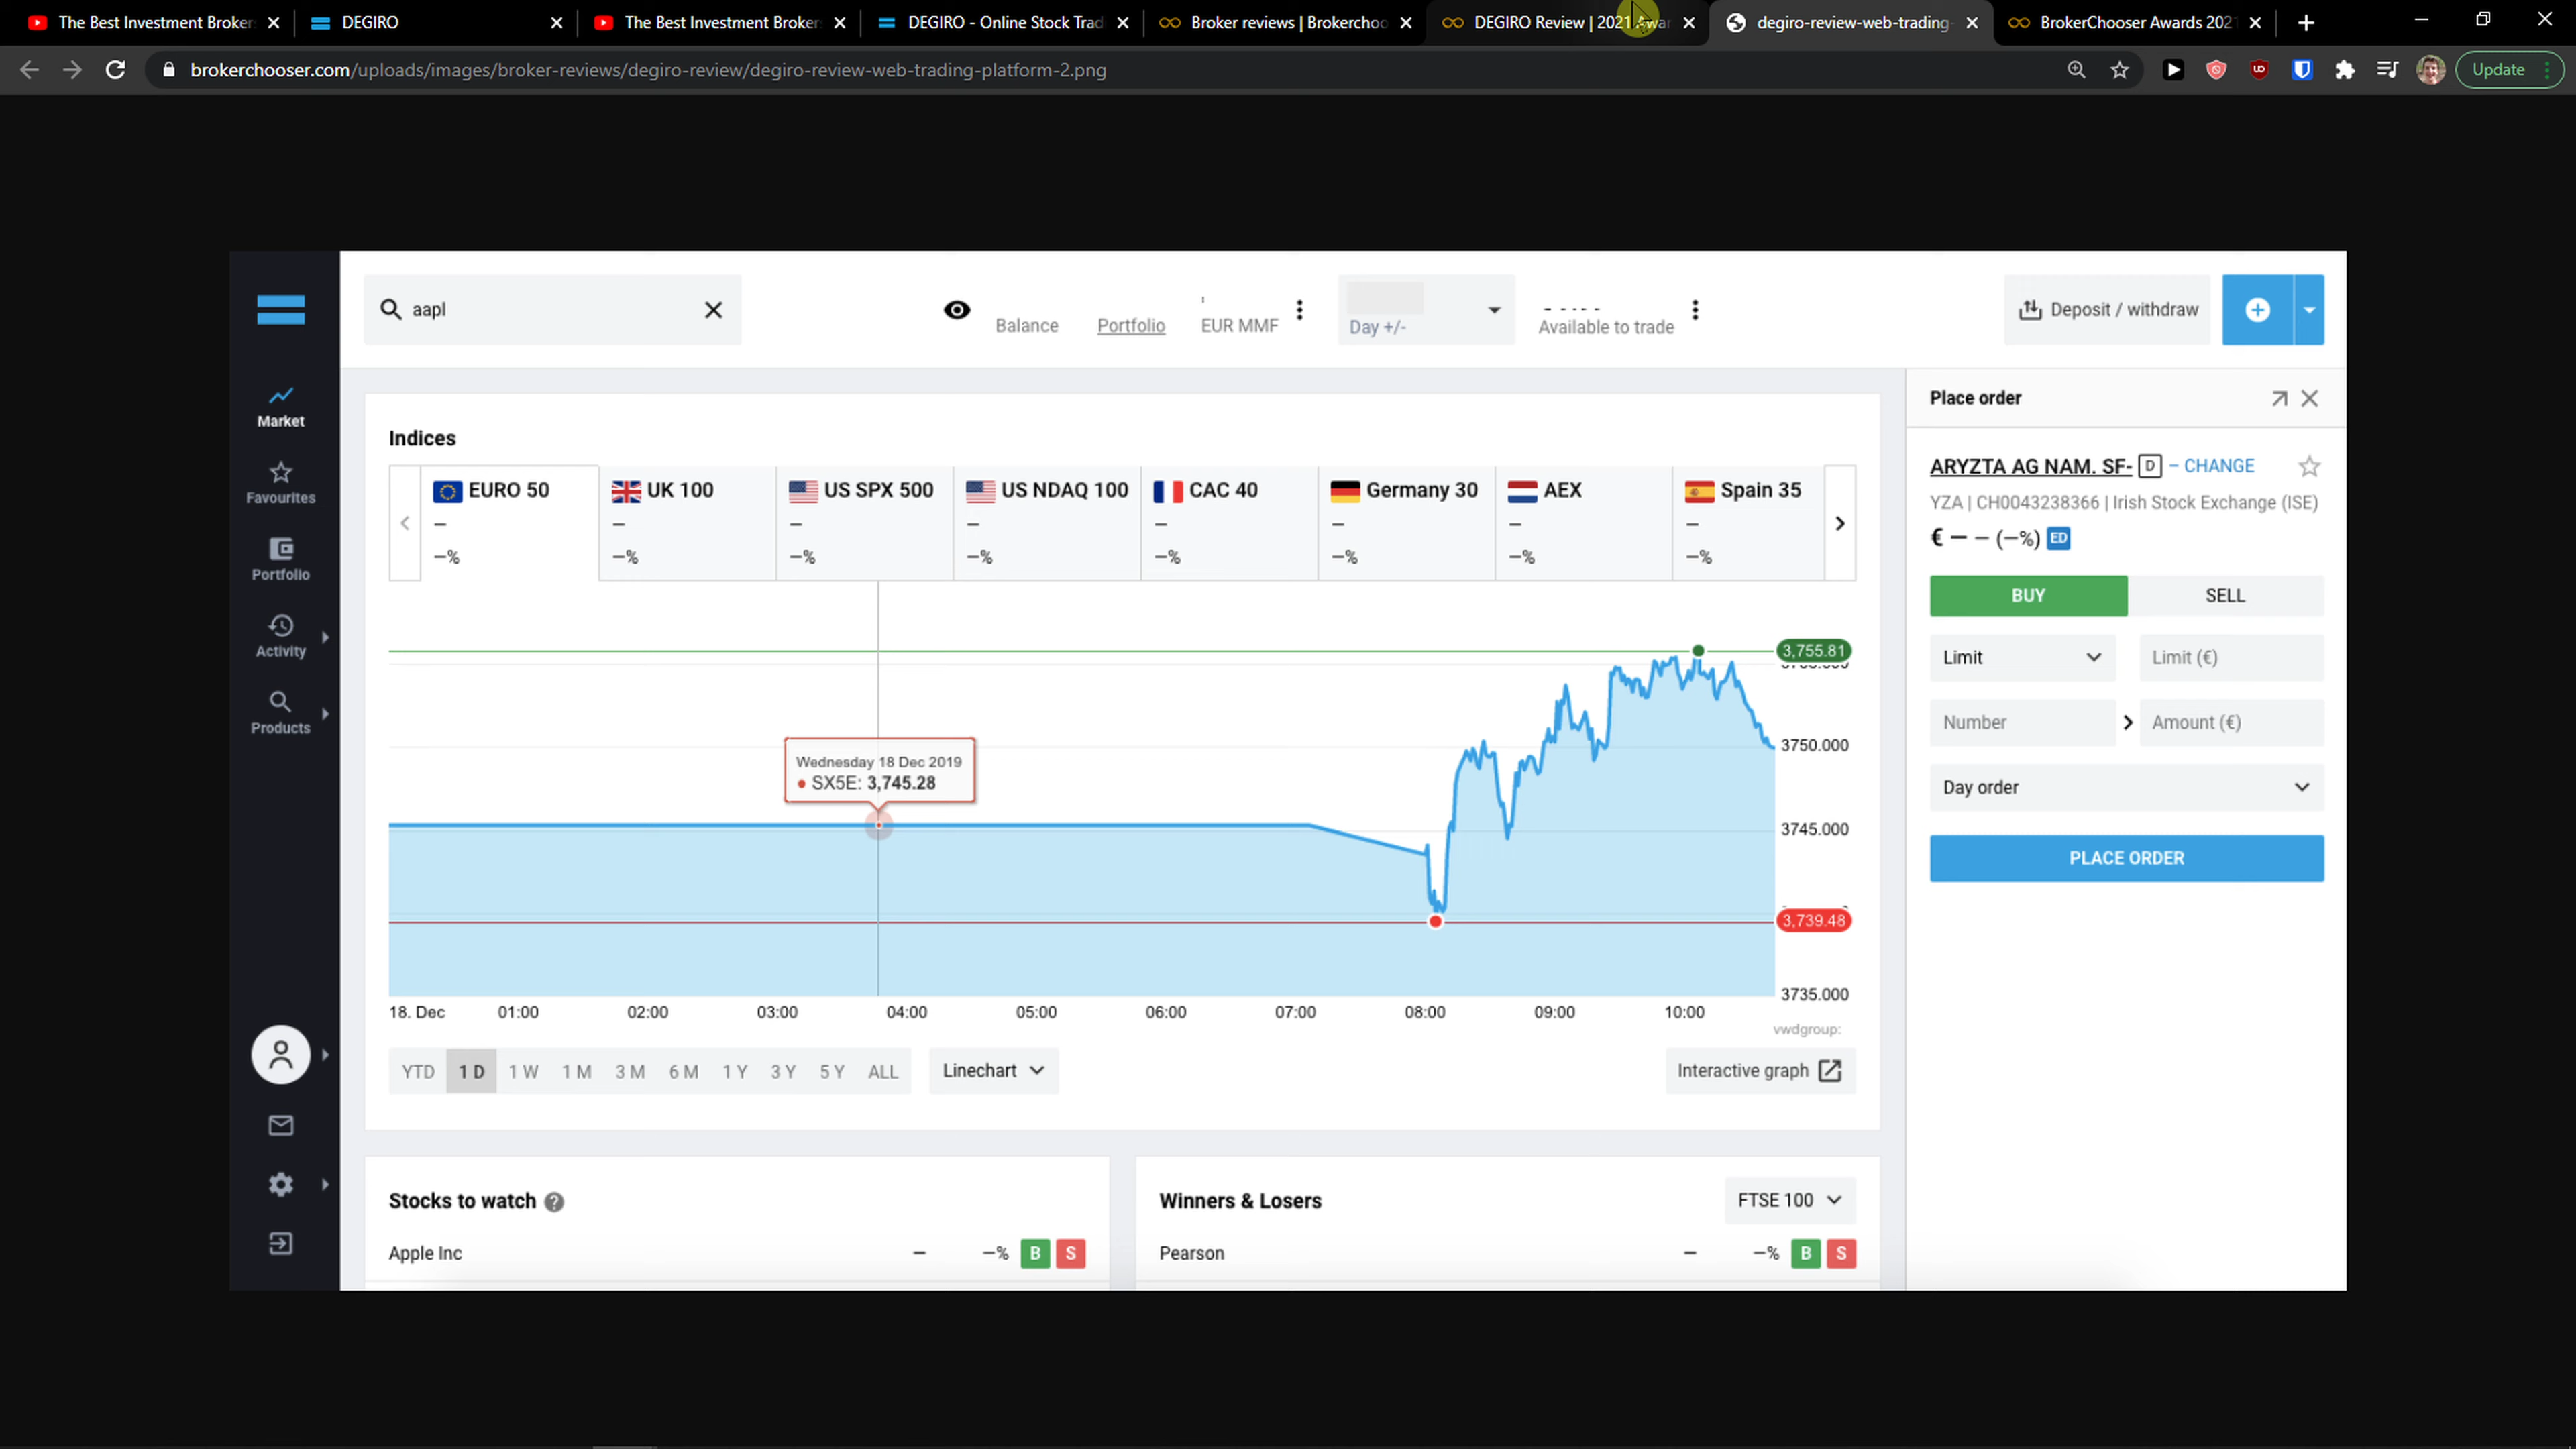 The Best Investment Broker
DEGIRO
The Best Investment Broker
DEGIRO - Online Stock Trad
Broker reviews | Brokerchoo
DEGIRO Review | 2021 Awar
degiro-review-web-trading-
BrokerChooser Awards 202
brokerchooser.com/uploads/images/broker-reviews/degiro-review/degiro-review-web-trading-platform-2.png
Update
aapl
Balance
Portfolio
EUR MMF
Day +/-
Available to trade
Deposit / withdraw
Market
Favourites
Portfolio
Activity
Products
Indices
EURO 50
–
–%
UK 100
–
–%
US SPX 500
–
–%
US NDAQ 100
–
–%
CAC 40
–
–%
Germany 30
–
–%
AEX
–
–%
Spain 35
–
–%
3,755.81
3750.000
3745.000
3,739.48
3735.000
Wednesday 18 Dec 2019
SX5E: 3,745.28
18. Dec 01:00 02:00 03:00 04:00 05:00 06:00 07:00 08:00 09:00 10:00
vwdgroup:
YTD 1 D 1 W 1 M 3 M 6 M 1 Y 3 Y 5 Y ALL
Linechart
Interactive graph
Stocks to watch ?
Apple Inc – –% B S
Winners & Losers
FTSE 100
Pearson – –% B S
Place order
ARYZTA AG NAM. SF- D – CHANGE
YZA | CH0043238366 | Irish Stock Exchange (ISE)
€ – – (–%) ED
BUY
SELL
Limit
Limit (€)
Number
Amount (€)
Day order
PLACE ORDER